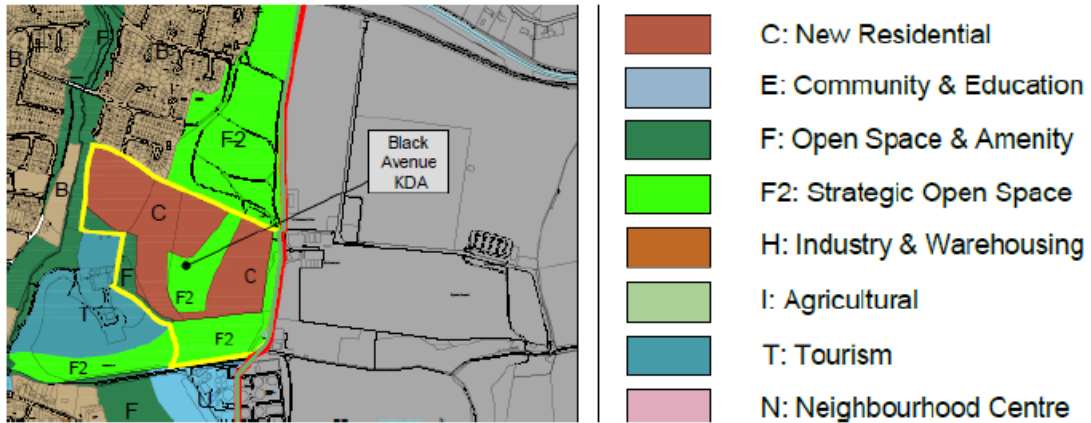 B
F
B
F2
Black
Avenue
KDA
B
C
F
C
F2
T
F2
F2
F
U
C: New Residential
E: Community & Education
F: Open Space & Amenity
F2: Strategic Open Space
H: Industry & Warehousing
I: Agricultural
T: Tourism
N: Neighbourhood Centre